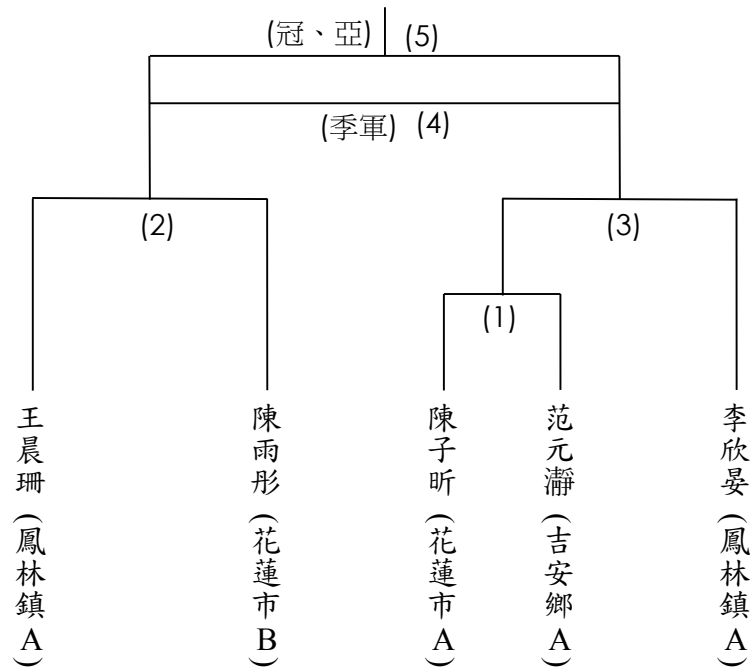 (冠、亞) (5)
(季軍) (4)
(2)
(3)
(1)
王晨珊(鳳林鎮A)
陳雨彤(花蓮市B)
陳子昕(花蓮市A)
范元瀞(吉安鄉A)
李欣晏(鳳林鎮A)